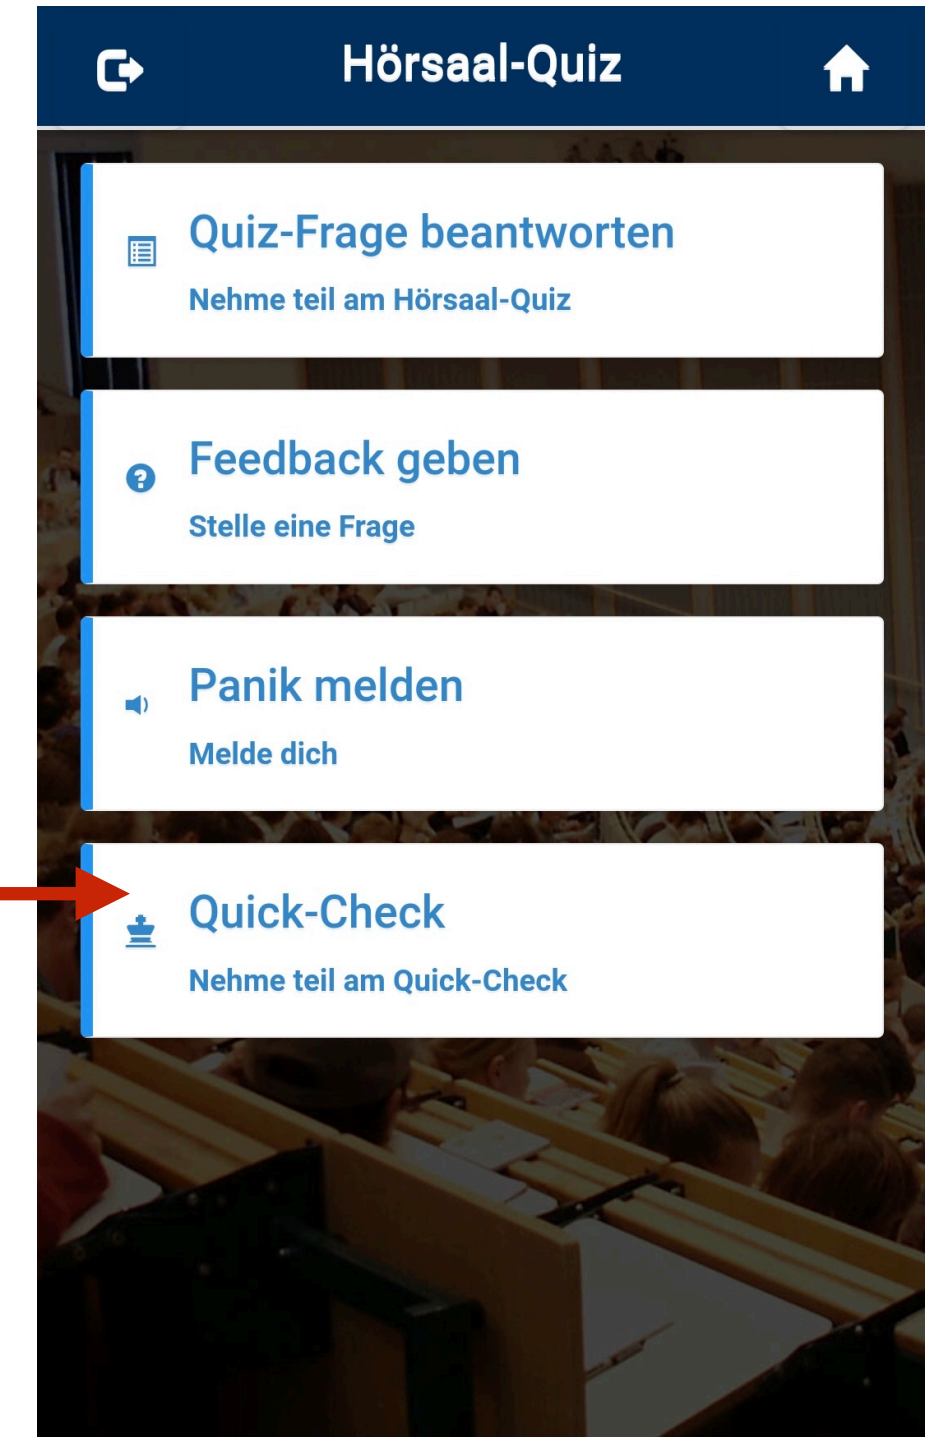 Hörsaal-Quiz
Quiz-Frage beantworten
Nehme teil am Hörsaal-Quiz
Feedback geben
Stelle eine Frage
Panik melden
Melde dich
Quick-Check
Nehme teil am Quick-Check